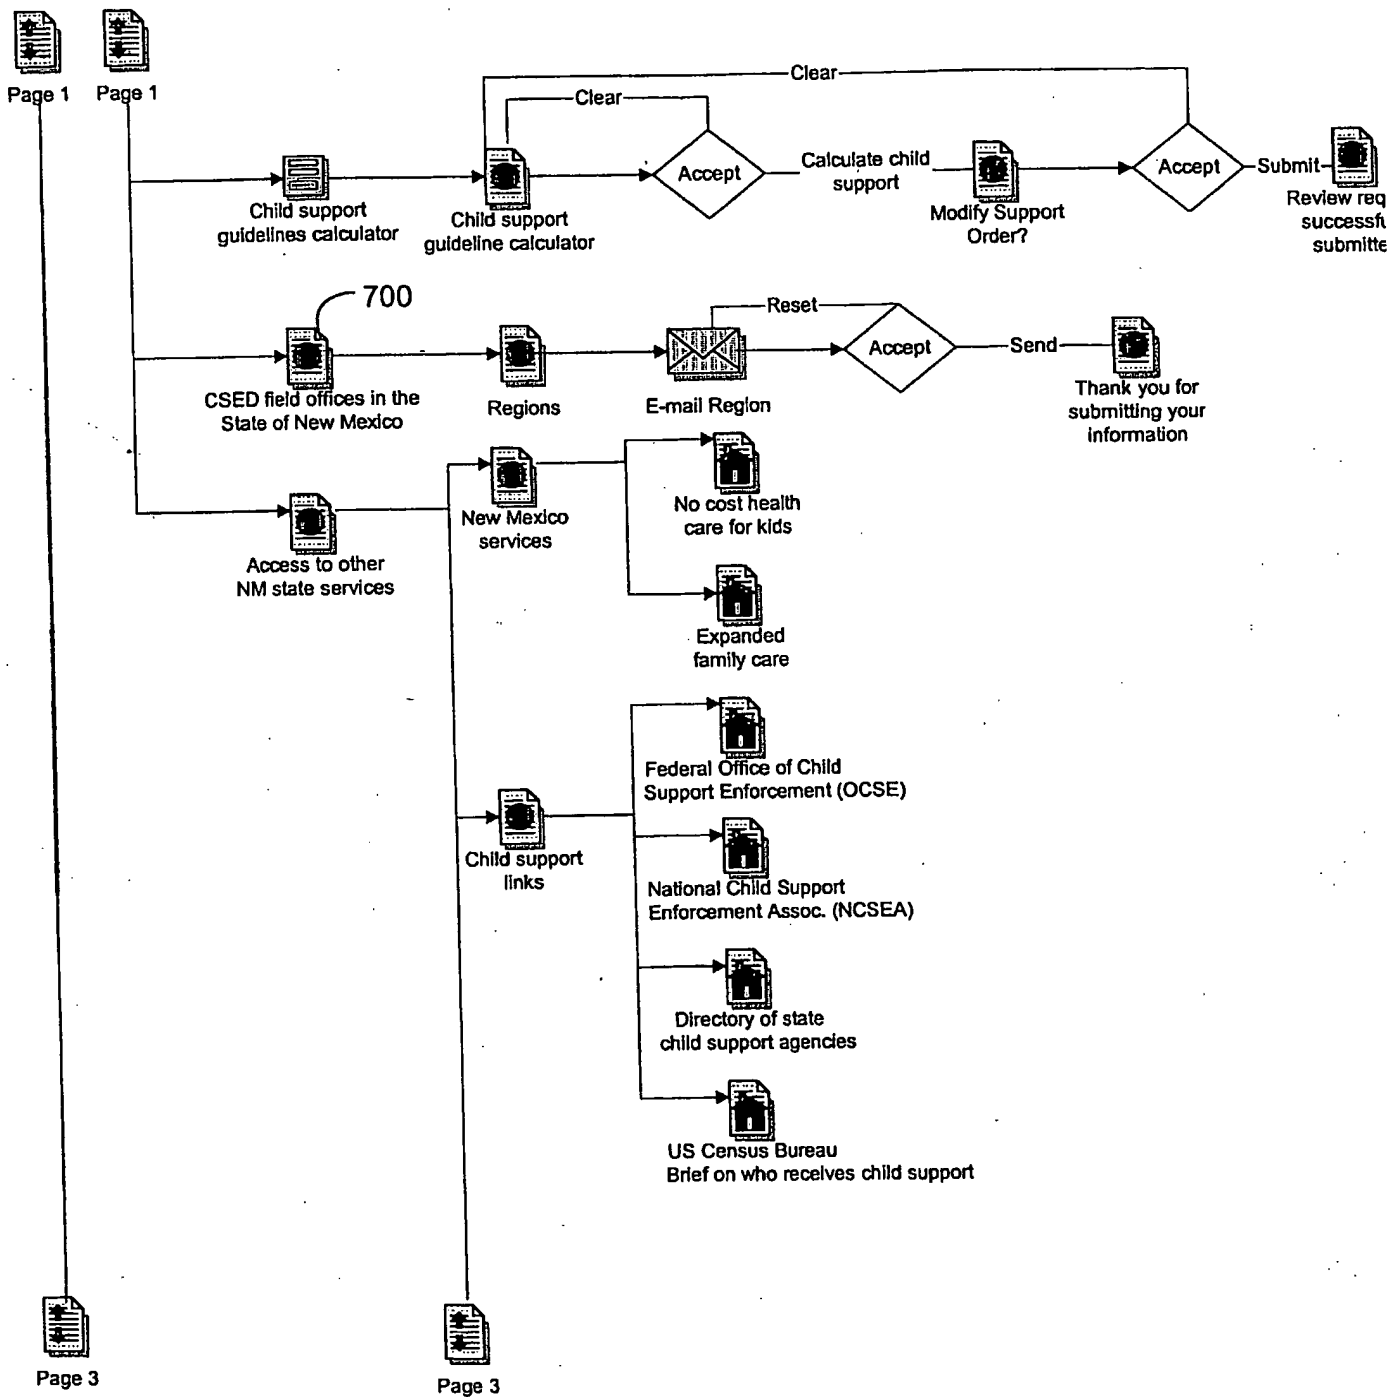 Page 1
Page 1
Clear
Clear
Accept
Calculate child
support
Accept
Submit
Child support
guidelines calculator
Child support
guideline calculator
Modify Support
Order?
Review req
successfu
submitte
700
Reset
Accept
Send
CSED field offices in the
State of New Mexico
Regions
E-mail Region
Thank you for
submitting your
information
New Mexico
services
No cost health
care for kids
Access to other
NM state services
Expanded
family care
Federal Office of Child
Support Enforcement (OCSE)
Child support
links
National Child Support
Enforcement Assoc. (NCSEA)
Directory of state
child support agencies
US Census Bureau
Brief on who receives child support
Page 3
Page 3